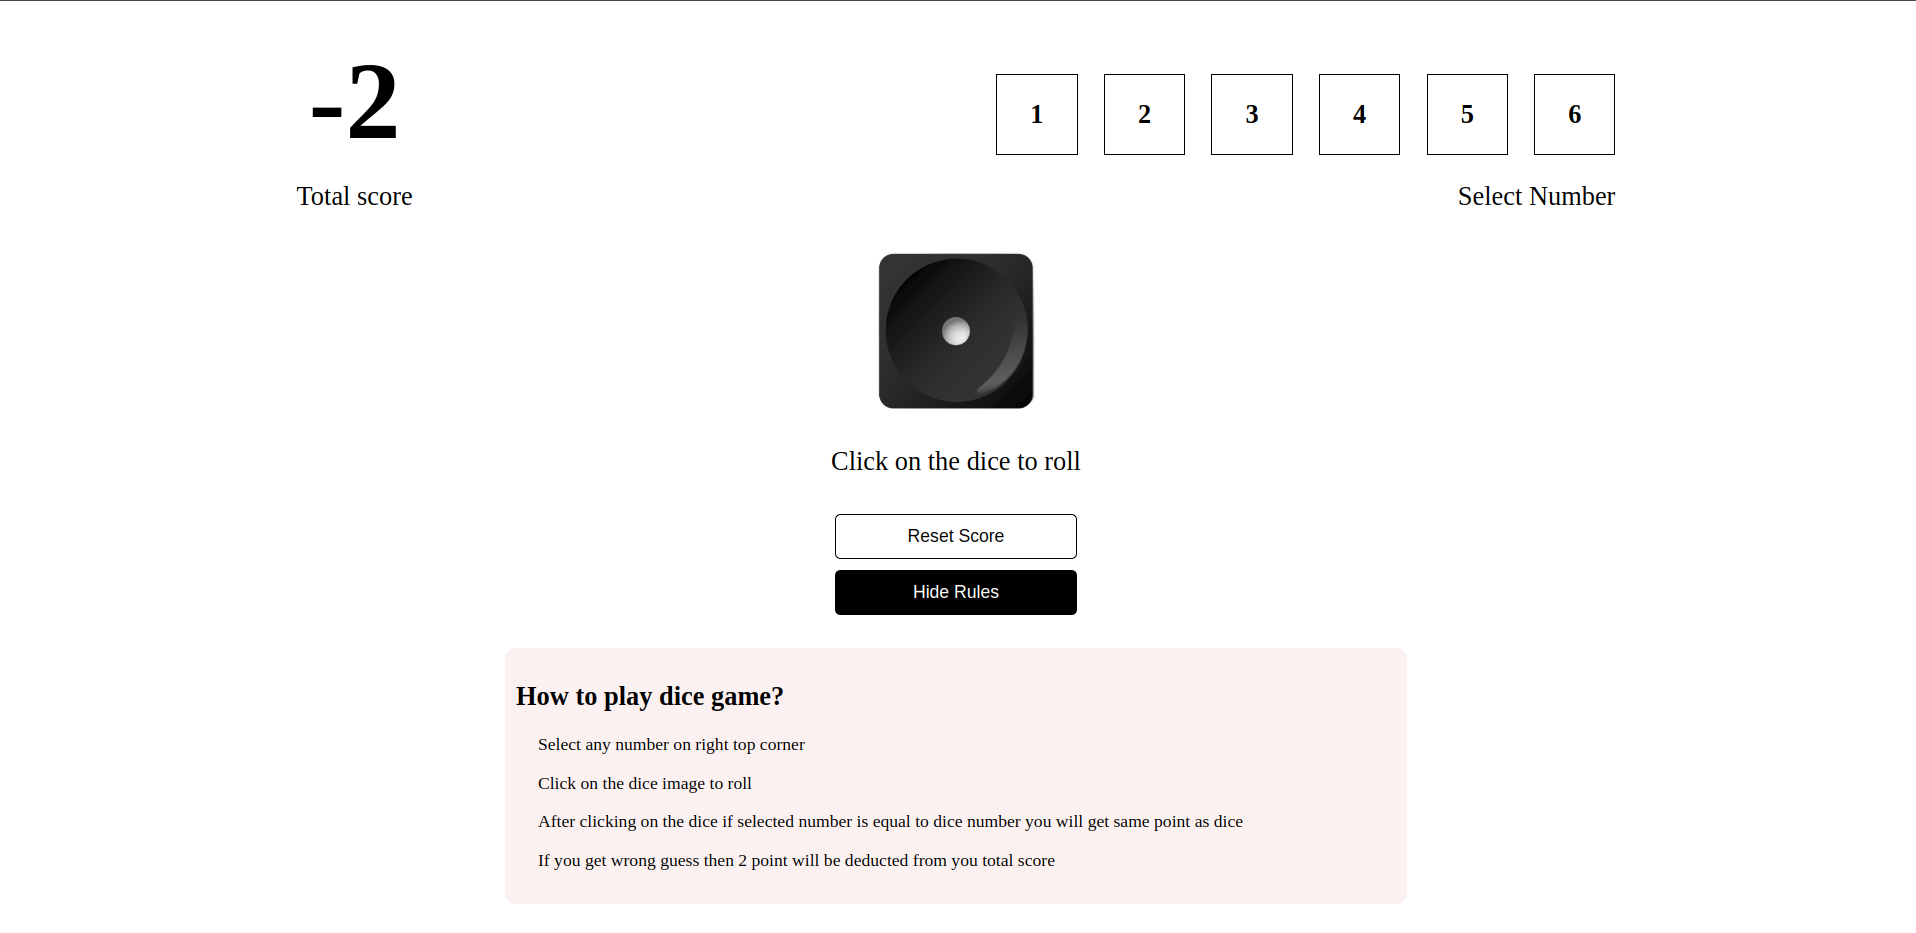 -2
Total score
1 2 3 4 5 6
Select Number
Click on the dice to roll
Reset Score
Hide Rules
How to play dice game?
Select any number on right top corner
Click on the dice image to roll
After clicking on the dice if selected number is equal to dice number you will get same point as dice
If you get wrong guess then 2 point will be deducted from you total score